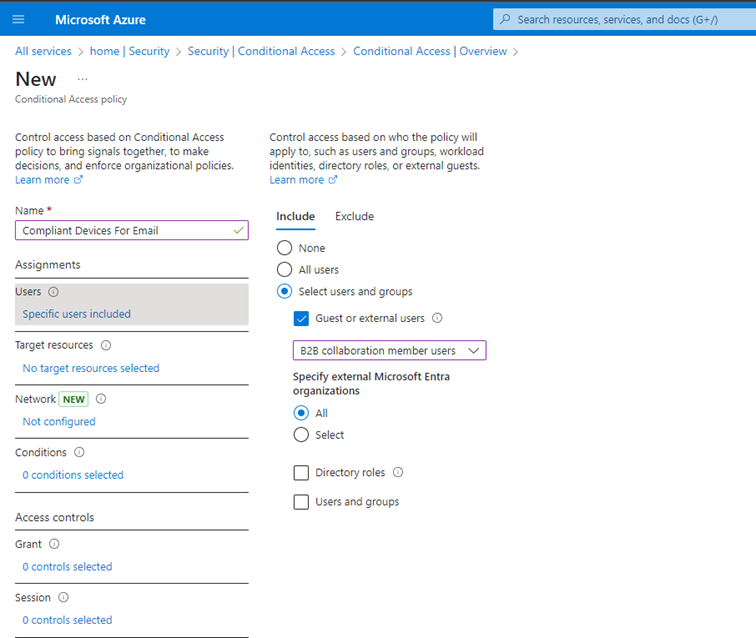 Microsoft Azure
Search resources, services, and docs (G+/)
All services > home | Security > Security | Conditional Access > Conditional Access | Overview >
New ...
Conditional Access policy
Control access based on Conditional Access
policy to bring signals together, to make
decisions, and enforce organizational policies.
Learn more
Name *
Compliant Devices For Email
Assignments
Users
Specific users included
Target resources
No target resources selected
Network NEW
Not configured
Conditions
0 conditions selected
Access controls
Grant
0 controls selected
Session
0 controls selected
Control access based on who the policy will
apply to, such as users and groups, workload
identities, directory roles, or external guests.
Learn more
Include Exclude
None
All users
Select users and groups
Guest or external users
B2B collaboration member users
Specify external Microsoft Entra
organizations
All
Select
Directory roles
Users and groups